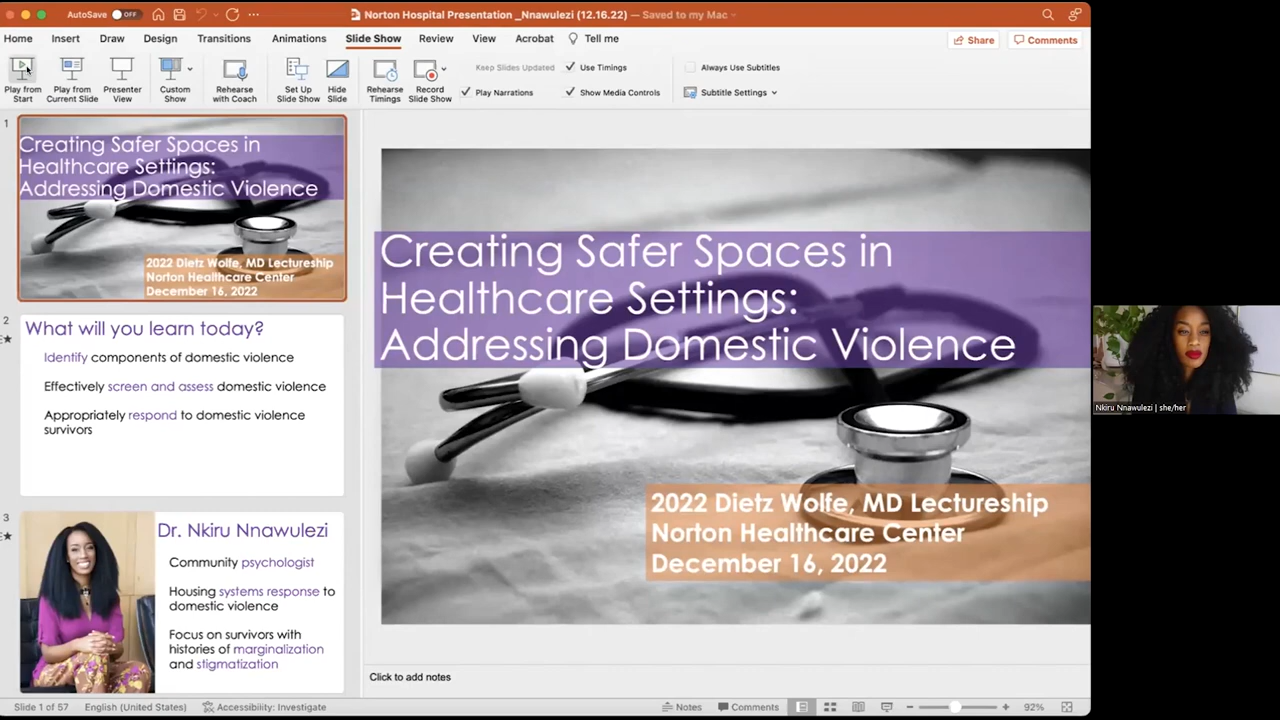 AutoSave OFF
Norton Hospital Presentation _Nnawulezi (12.16.22) — Saved to my Mac
Home Insert Draw Design Transitions Animations Slide Show Review View Acrobat Tell me
Share Comments
Play from Start
Play from Current Slide
Presenter View
Custom Show
Rehearse with Coach
Set Up Slide Show
Hide Slide
Rehearse Timings
Record Slide Show
Keep Slides Updated
Use Timings
Play Narrations
Show Media Controls
Always Use Subtitles
Subtitle Settings
1
Creating Safer Spaces in
Healthcare Settings:
Addressing Domestic Violence
2022 Dietz Wolfe, MD Lectureship
Norton Healthcare Center
December 16, 2022
2
What will you learn today?
Identify components of domestic violence
Effectively screen and assess domestic violence
Appropriately respond to domestic violence
survivors
3
Dr. Nkiru Nnawulezi
Community psychologist
Housing systems response to
domestic violence
Focus on survivors with
histories of marginalization
and stigmatization
Creating Safer Spaces in
Healthcare Settings:
Addressing Domestic Violence
2022 Dietz Wolfe, MD Lectureship
Norton Healthcare Center
December 16, 2022
Click to add notes
Nkiru Nnawulezi | she/her
Slide 1 of 57 English (United States) Accessibility: Investigate Notes Comments 92%